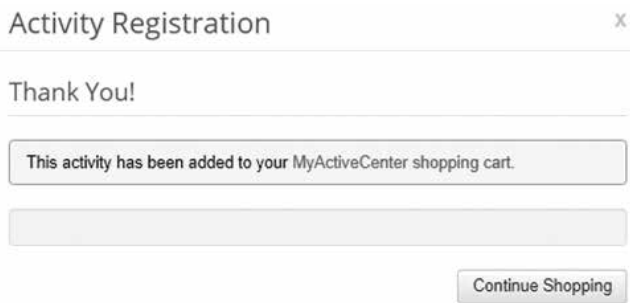 Activity Registration x
Thank You!
This activity has been added to your MyActiveCenter shopping cart.
Continue Shopping